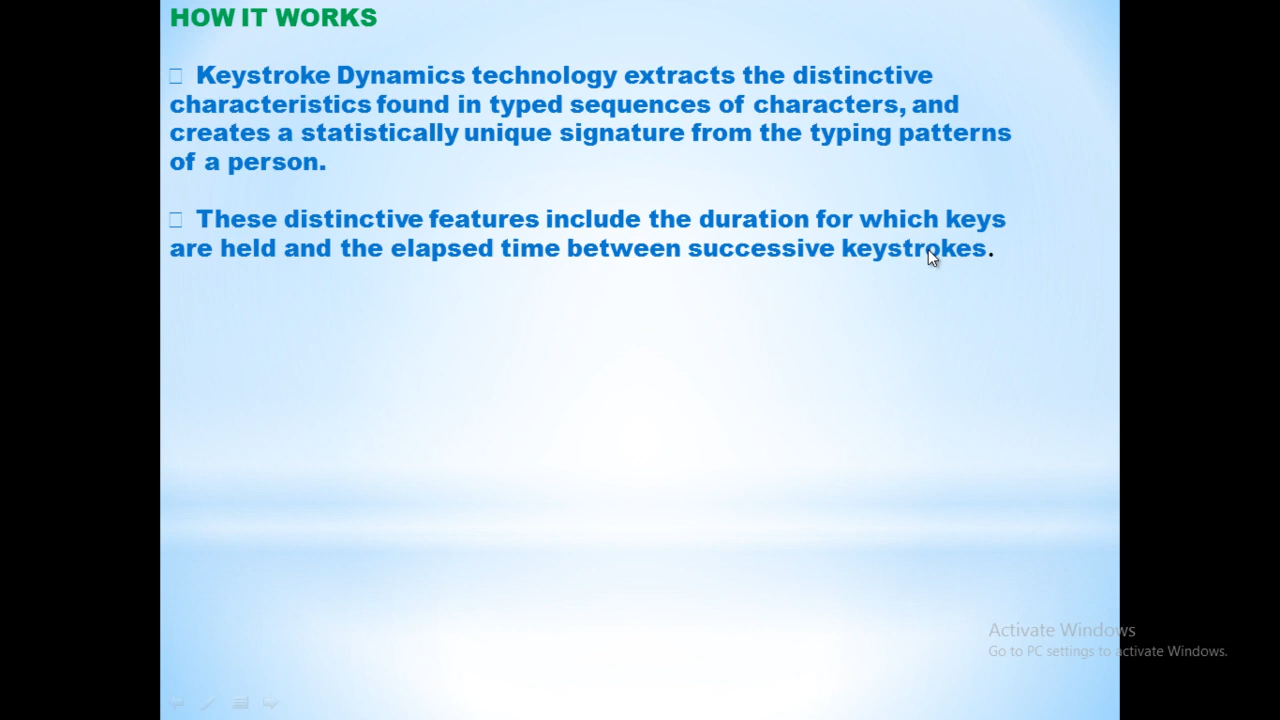 HOW IT WORKS
Keystroke Dynamics technology extracts the distinctive
characteristics found in typed sequences of characters, and
creates a statistically unique signature from the typing patterns
of a person.
These distinctive features include the duration for which keys
are held and the elapsed time between successive keystrokes.
Activate Windows
Go to PC settings to activate Windows.